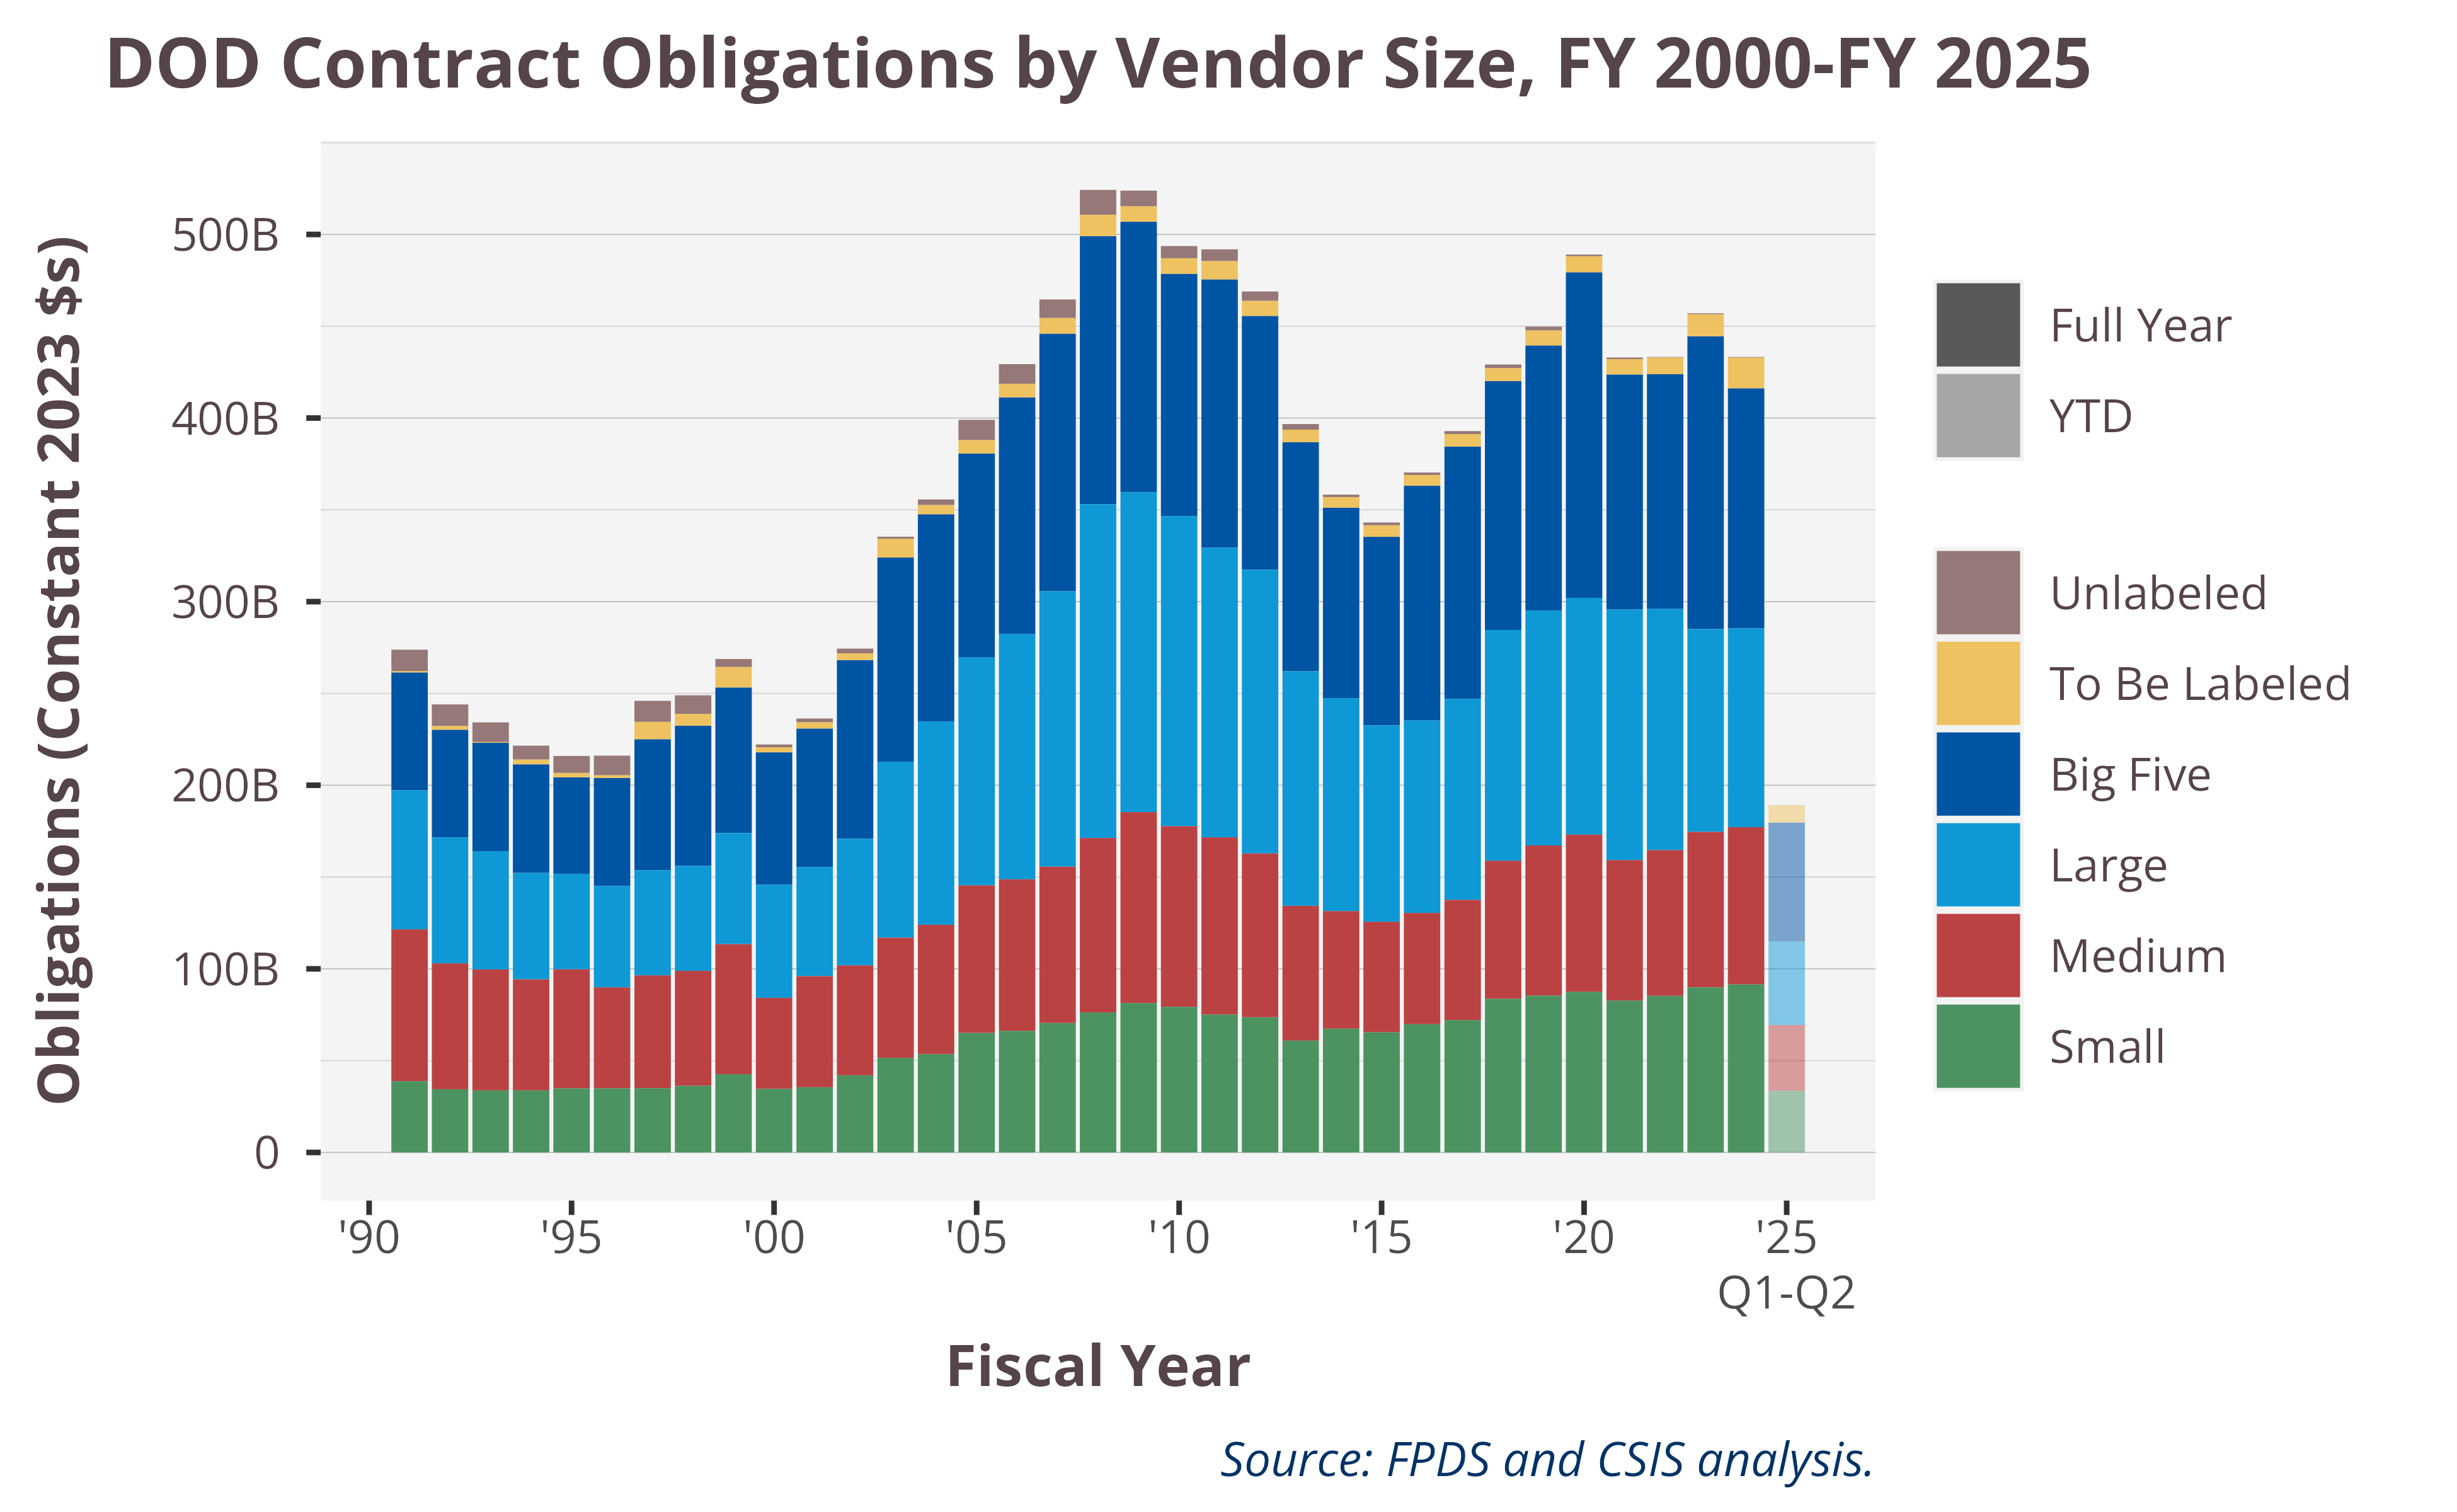 DOD Contract Obligations by Vendor Size, FY 2000-FY 2025
Obligations (Constant 2023 $s)
500B
400B
300B
200B
100B
0
'90
'95
'00
'05
'10
'15
'20
'25
Q1-Q2
Fiscal Year
Full Year
YTD
Unlabeled
To Be Labeled
Big Five
Large
Medium
Small
Source: FPDS and CSIS analysis.